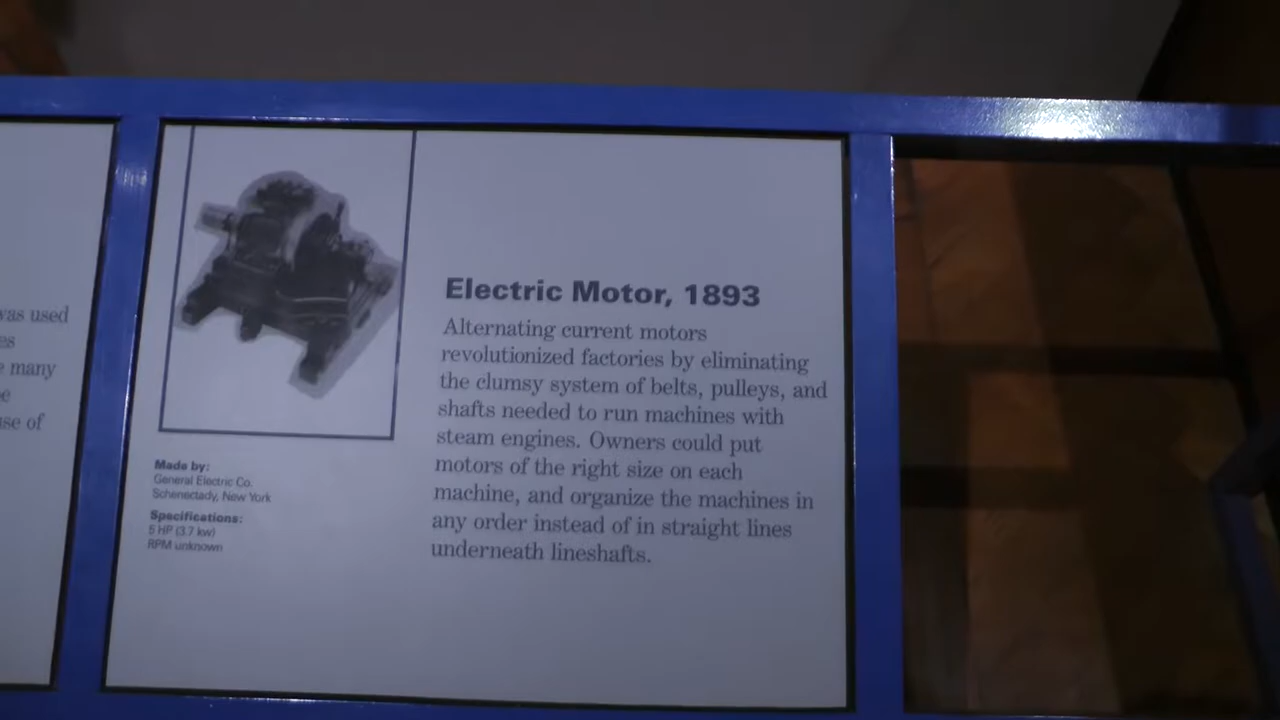 was used
es
many
e
use of
Electric Motor, 1893
Alternating current motors
revolutionized factories by eliminating
the clumsy system of belts, pulleys, and
shafts needed to run machines with
steam engines. Owners could put
motors of the right size on each
machine, and organize the machines in
any order instead of in straight lines
underneath lineshafts.
Made by:
General Electric Co.
Schenectady, New York
Specifications:
5 HP (3.7 kw)
RPM unknown